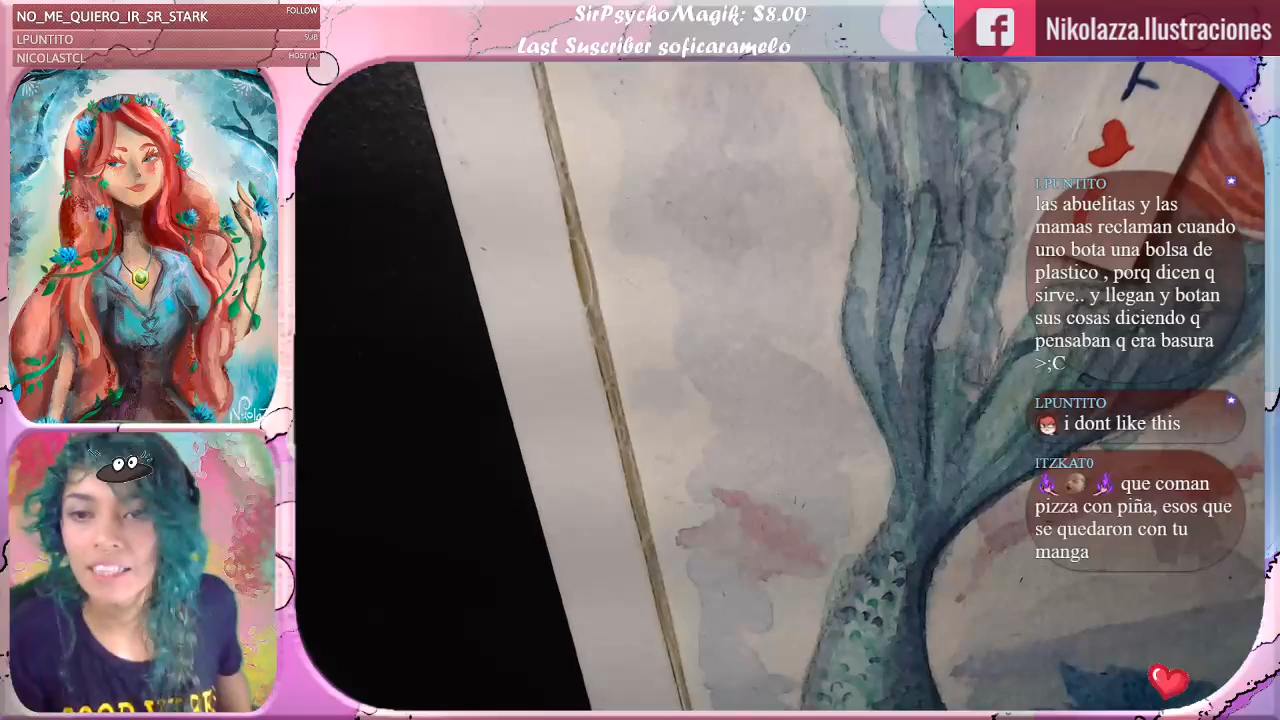 NO_ME_QUIERO_IR_SR_STARK
FOLLOW
LPUNTITO
SUB
NICOLASTCL
HOST (1)
SirPsychoMagik: $8.00
Last Suscriber soficaramelo
Nikolazza.Ilustraciones
LPUNTITO
las abuelitas y las
mamas reclaman cuando
uno bota una bolsa de
plastico , porq dicen q
sirve.. y llegan y botan
sus cosas diciendo q
pensaban q era basura
>;C
LPUNTITO
i dont like this
ITZKAT0
que coman
pizza con piña, esos que
se quedaron con tu
manga